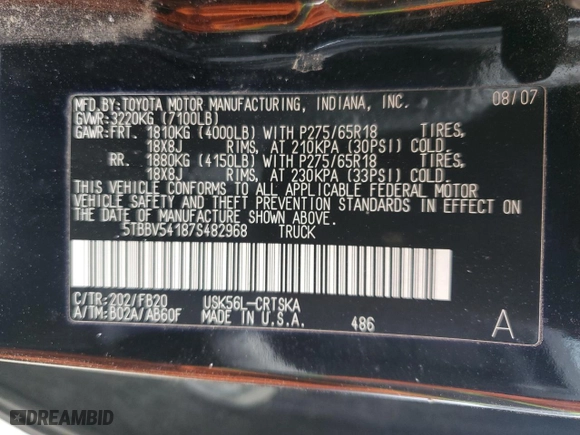 MFD.BY:TOYOTA MOTOR MANUFACTURING, INDIANA, INC. 08/07
GVWR:3220KG (7100LB)
GAWR:FRT. 1810KG (4000LB) WITH P275/65R18 TIRES,
18X8J RIMS, AT 210KPA (30PSI) COLD.
RR. 1880KG (4150LB) WITH P275/65R18 TIRES,
18X8J RIMS, AT 230KPA (33PSI) COLD.
THIS VEHICLE CONFORMS TO ALL APPLICABLE FEDERAL MOTOR
VEHICLE SAFETY AND THEFT PREVENTION STANDARDS IN EFFECT ON
THE DATE OF MANUFACTURE SHOWN ABOVE.
5TBBV54187S482968 TRUCK
C/TR:202/FB20 USK56L-CRTSKA
A/TM:B02A/AB60F MADE IN U.S.A. 486 A
DREAMBID